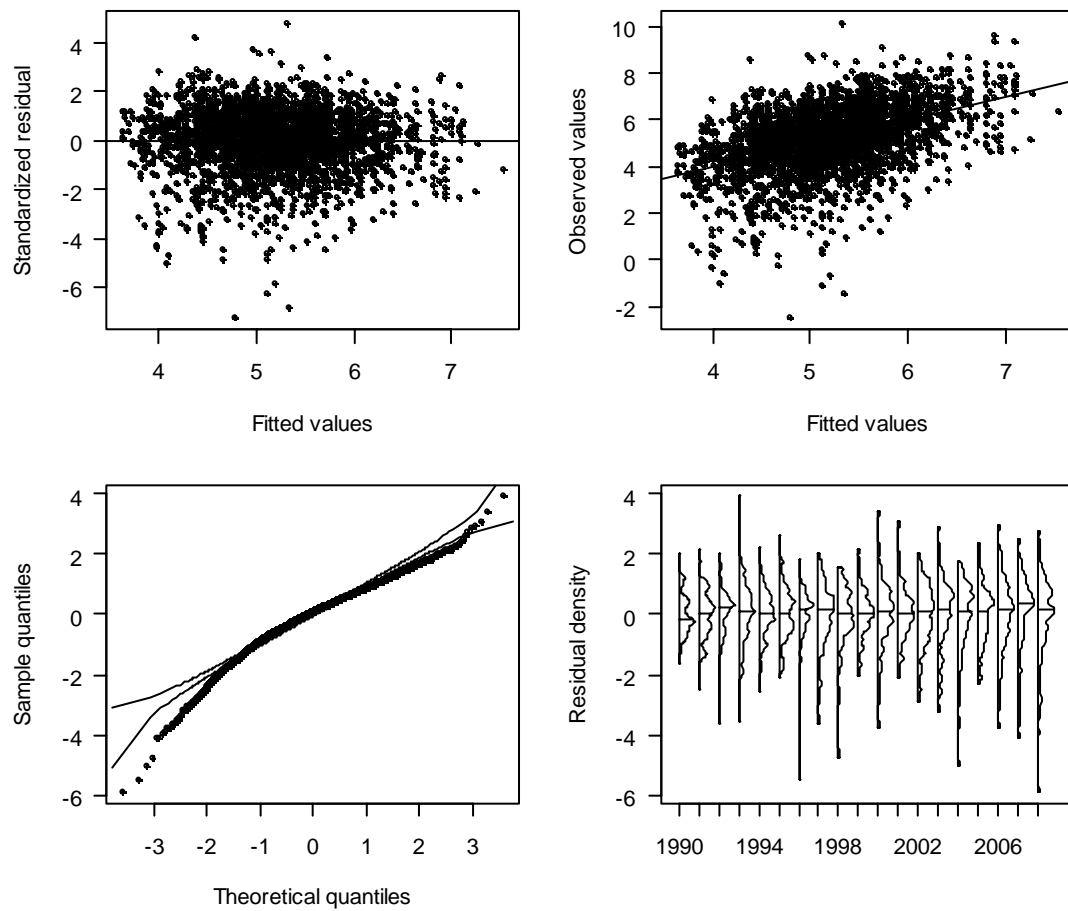 Standardized residual
4
2
0
-2
-4
-6
4 5 6 7
Fitted values
Observed values
10
8
6
4
2
0
-2
4 5 6 7
Fitted values
Sample quantiles
4
2
0
-2
-4
-6
-3 -2 -1 0 1 2 3
Theoretical quantiles
Residual density
4
2
0
-2
-4
-6
1990 1994 1998 2002 2006